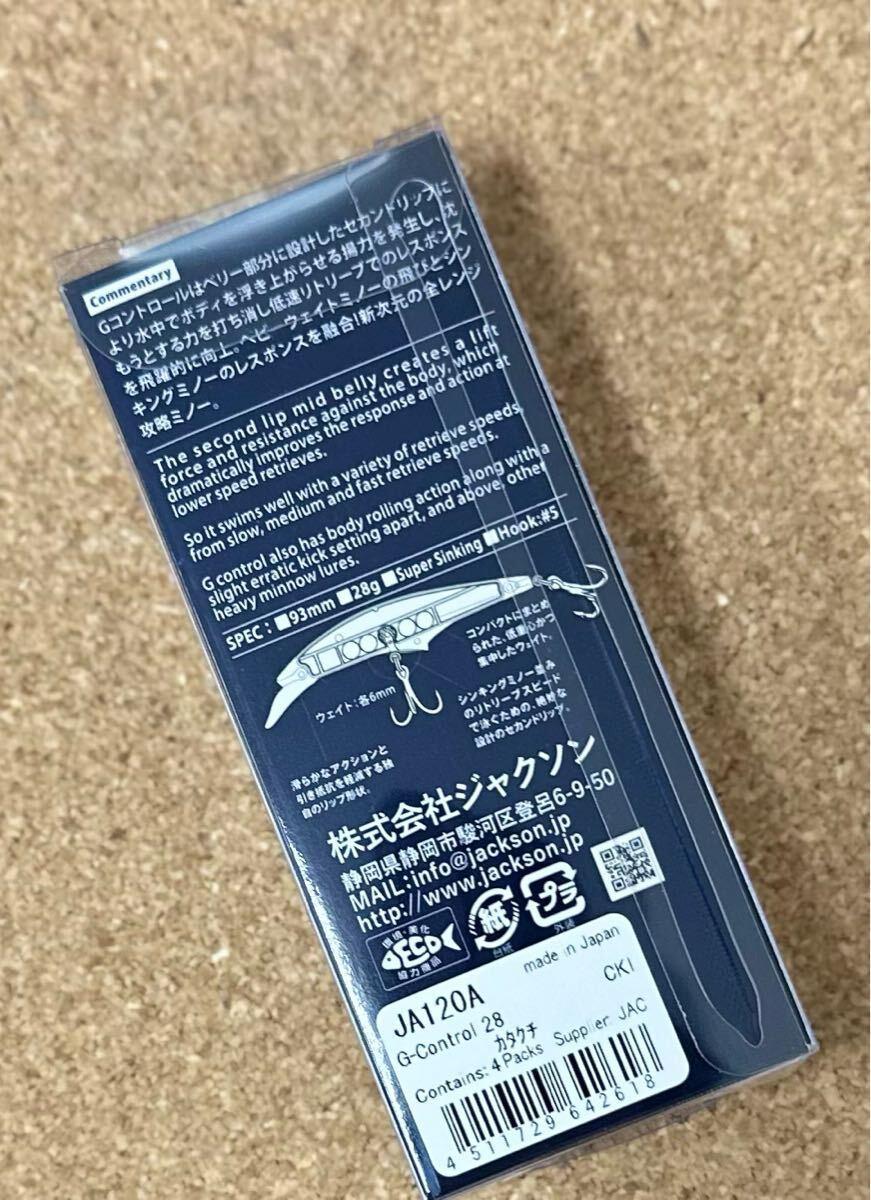 Commentary
Gコントロールはベリー部分に設計したセカンドリップに
より水中でボディを浮き上がらせる揚力を発生し、沈
もうとする力を打ち消し低速リトリーブでのレスポンス
を飛躍的に向上。ヘビーウェイトミノーの飛びとシン
キングミノーのレスポンスを融合!新次元の全レンジ
攻略ミノー。
The second lip mid belly creates a lift
force and resistance against the body, which
dramatically improves the response and action at
lower speed retrieves.
So it swims well with a variety of retrieve speeds,
from slow, medium and fast retrieve speeds.
G control also has body rolling action along with a
slight erratic kick setting apart, and above, other
heavy minnow lures.
SPEC: ■93mm ■28g ■Super Sinking ■Hook:#5
コンパクトにまとめ
られた、低重心かつ
集中したウェイト。
ウェイト:各6mm
シンキングミノー並み
のリトリーブスピード
で泳ぐための、絶妙な
設計のセカンドリップ。
滑らかなアクションと
引き抵抗を軽減する独
自のリップ形状。
株式会社ジャクソン
静岡県静岡市駿河区登呂6-9-50
MAIL:info@jackson.jp
http://www.jackson.jp
環境・美化
ECO
協力商品
紙
台紙
プラ
外装
made in Japan
JA120A
CKI
G-Control 28
カタクチ
Contains: 4 Packs Supplier: JAC
4 511729 642618